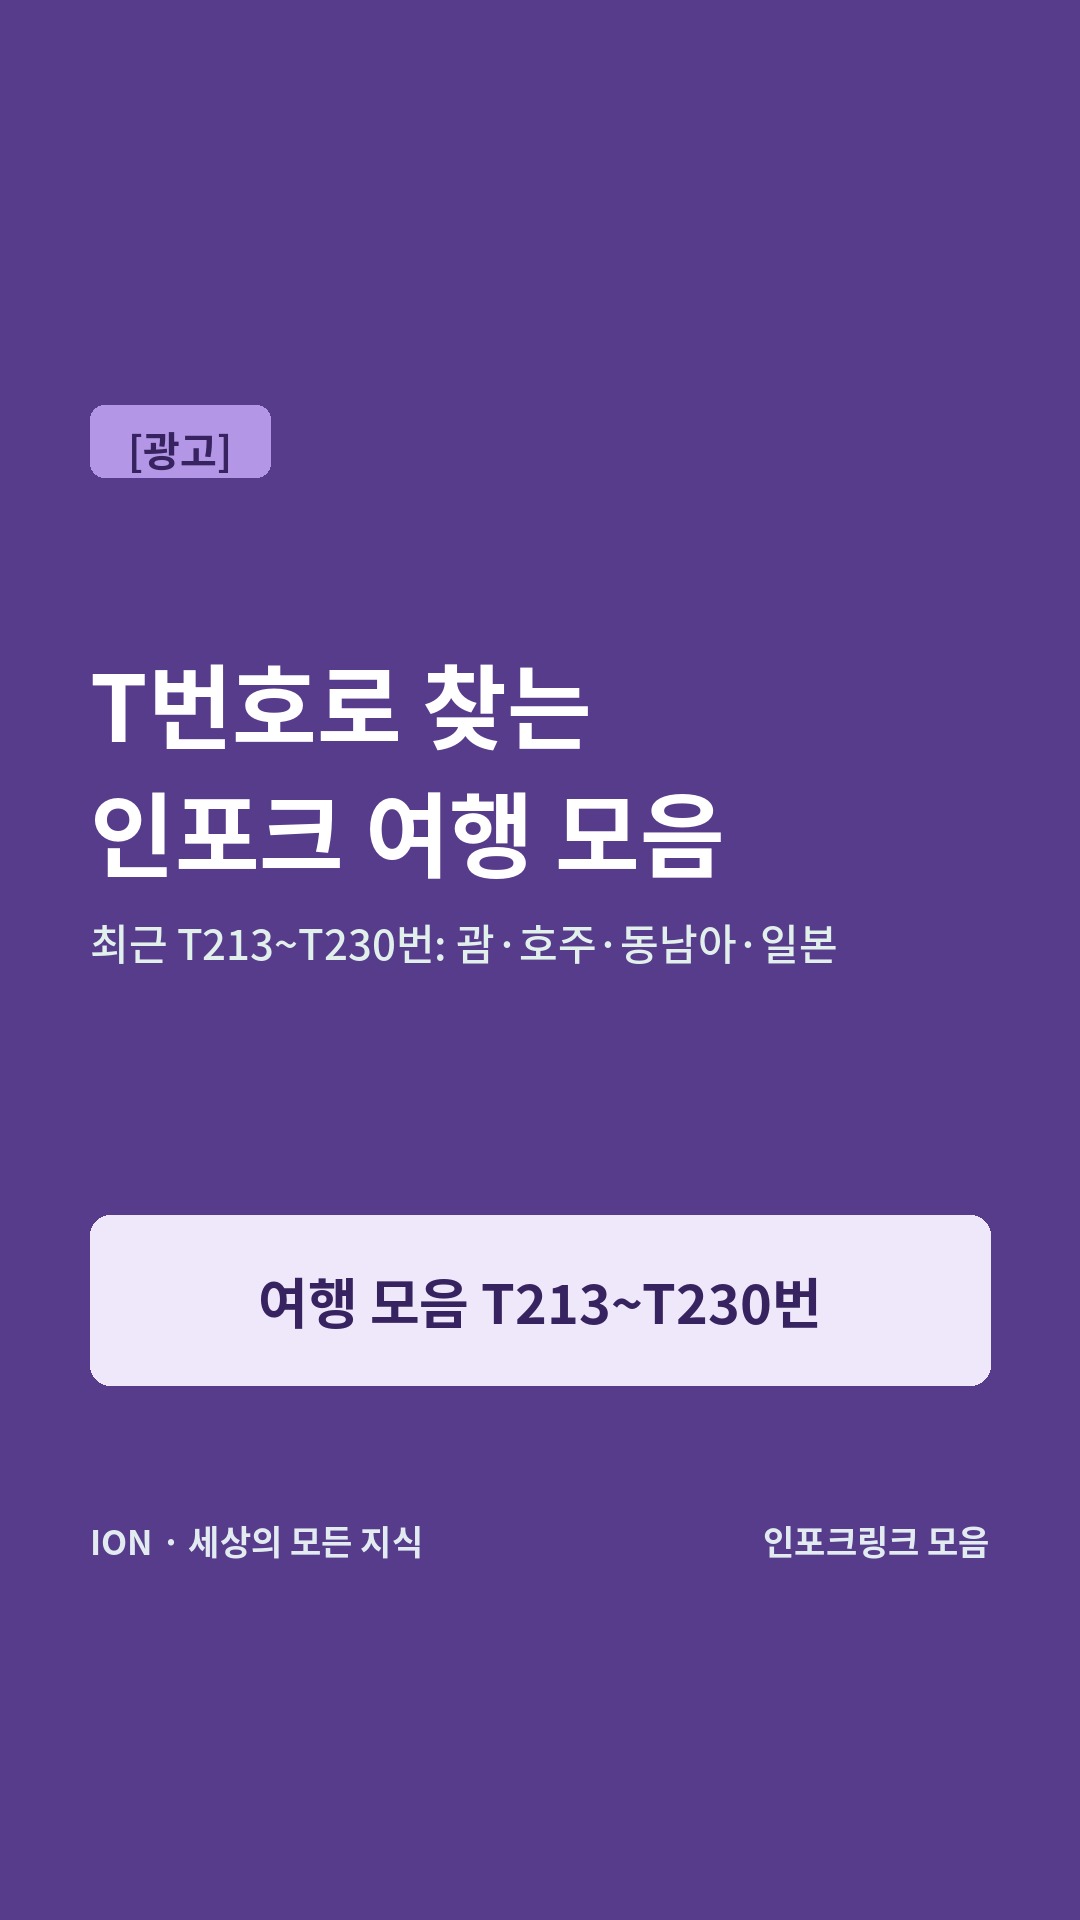 [광고]
T번호로 찾는
인포크 여행 모음
최근 T213~T230번: 괌·호주·동남아·일본
여행 모음 T213~T230번
ION · 세상의 모든 지식
인포크링크 모음